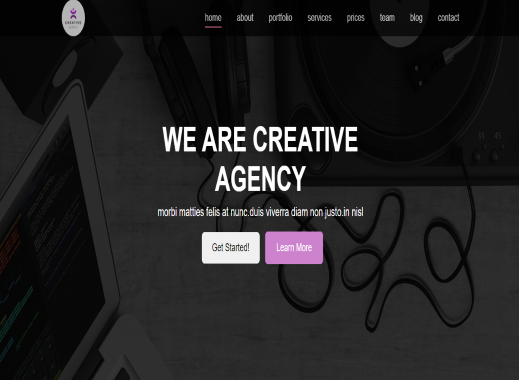 CREATIVE
home about portfolio services prices team blog contact
WE ARE CREATIVE
AGENCY
morbi matties felis at nunc.duis viverra diam non justo.in nisl
Get Started! Learn More